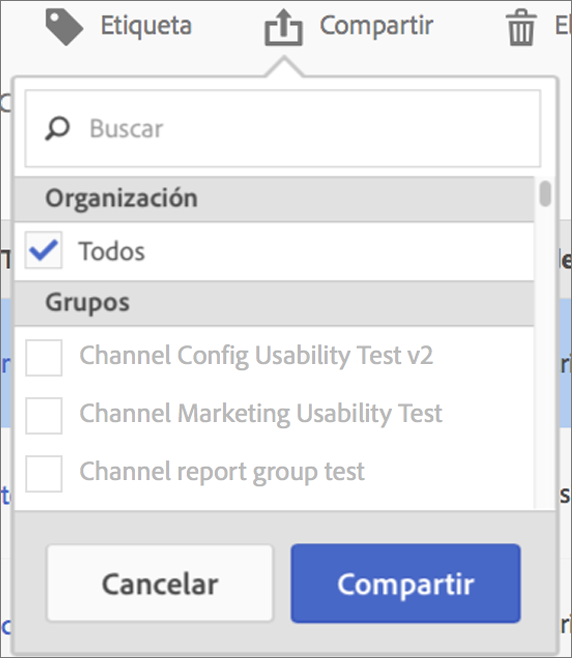 Etiqueta Compartir El
Buscar
Organización
Todos
Grupos
Channel Config Usability Test v2
Channel Marketing Usability Test
Channel report group test
Cancelar Compartir